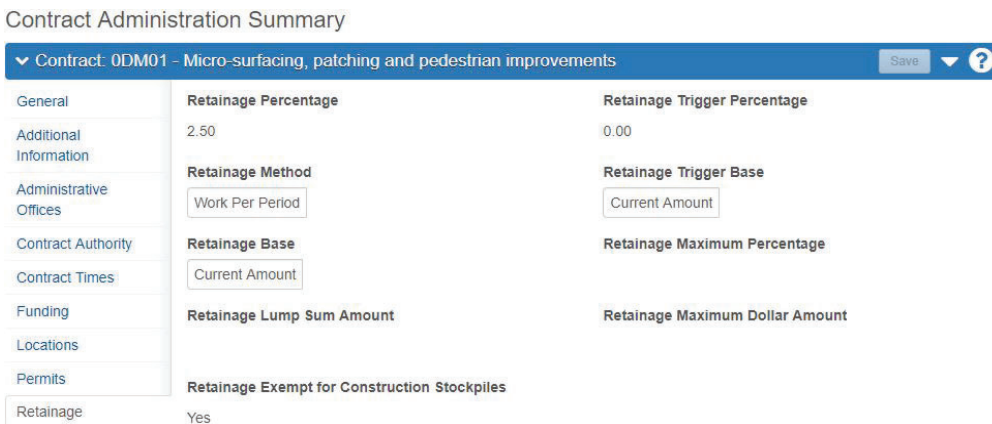 Contract Administration Summary
Contract: 0DM01 - Micro-surfacing, patching and pedestrian improvements
Save
?
General
Additional
Information
Administrative
Offices
Contract Authority
Contract Times
Funding
Locations
Permits
Retainage
Retainage Percentage
Retainage Trigger Percentage
2.50
0.00
Retainage Method
Retainage Trigger Base
Work Per Period
Current Amount
Retainage Base
Retainage Maximum Percentage
Current Amount
Retainage Lump Sum Amount
Retainage Maximum Dollar Amount
Retainage Exempt for Construction Stockpiles
Yes